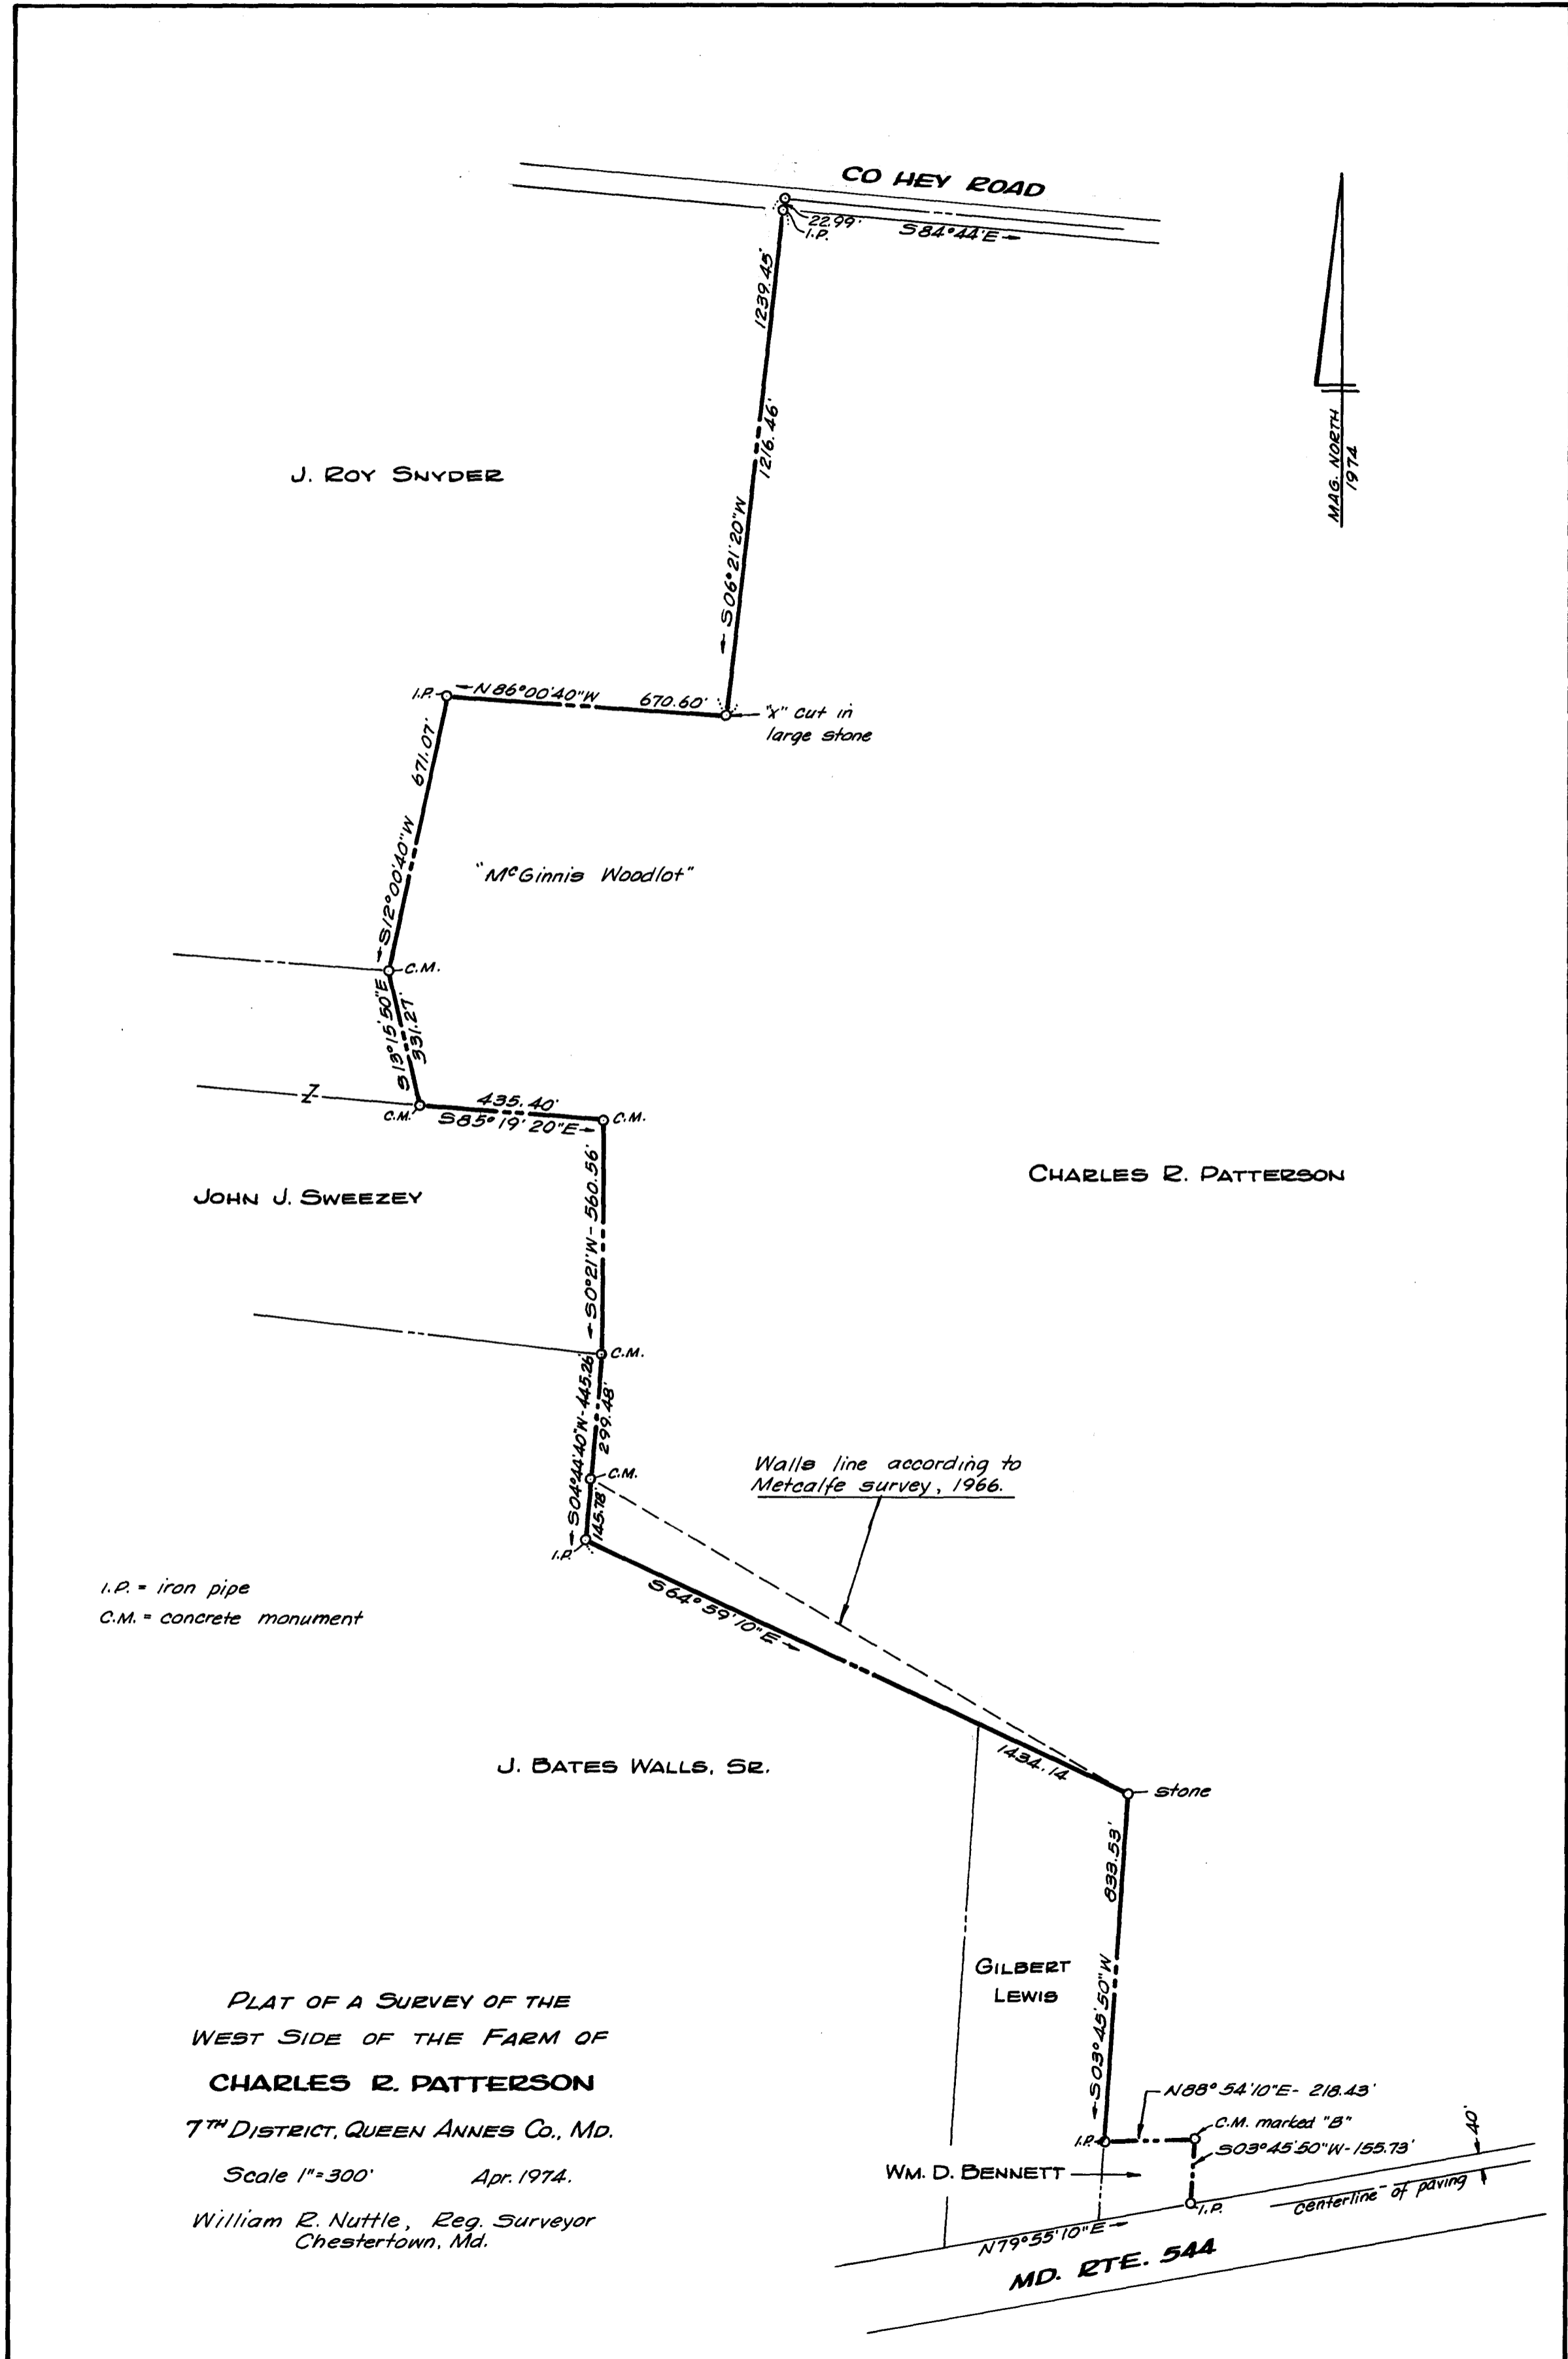 CO HEY ROAD
22.99'
I.P.
S84°44'E
1239.45'
1216.46'
S06°21'20"W
MAG. NORTH
1974
J. ROY SNYDER
I.P.
N86°00'40"W 670.60'
"X" cut in
large stone
671.07'
S12°00'40"W
"McGinnis Woodlot"
C.M.
S13°15'50"E
331.27'
Z
C.M.
435.40'
S85°19'20"E
C.M.
CHARLES R. PATTERSON
JOHN J. SWEEZEY
S0°21'W-560.56'
C.M.
S04°44'40"W-445.26'
299.48'
C.M.
145.78'
I.P.
Walls line according to
Metcalfe survey, 1966.
I.P. = iron pipe
C.M. = concrete monument
S64°59'10"E
1434.14
stone
J. BATES WALLS, SR.
833.53'
S03°45'50"W
GILBERT
LEWIS
N88°54'10"E- 218.43'
C.M. marked "B"
I.P.
S03°45'50"W-155.73'
40'
WM. D. BENNETT
I.P.
centerline of paving
N79°55'10"E
MD. RTE. 544
PLAT OF A SURVEY OF THE
WEST SIDE OF THE FARM OF
CHARLES R. PATTERSON
7TH DISTRICT, QUEEN ANNES CO., MD.
Scale 1"=300' Apr. 1974.
William R. Nuttle, Reg. Surveyor
Chestertown, Md.